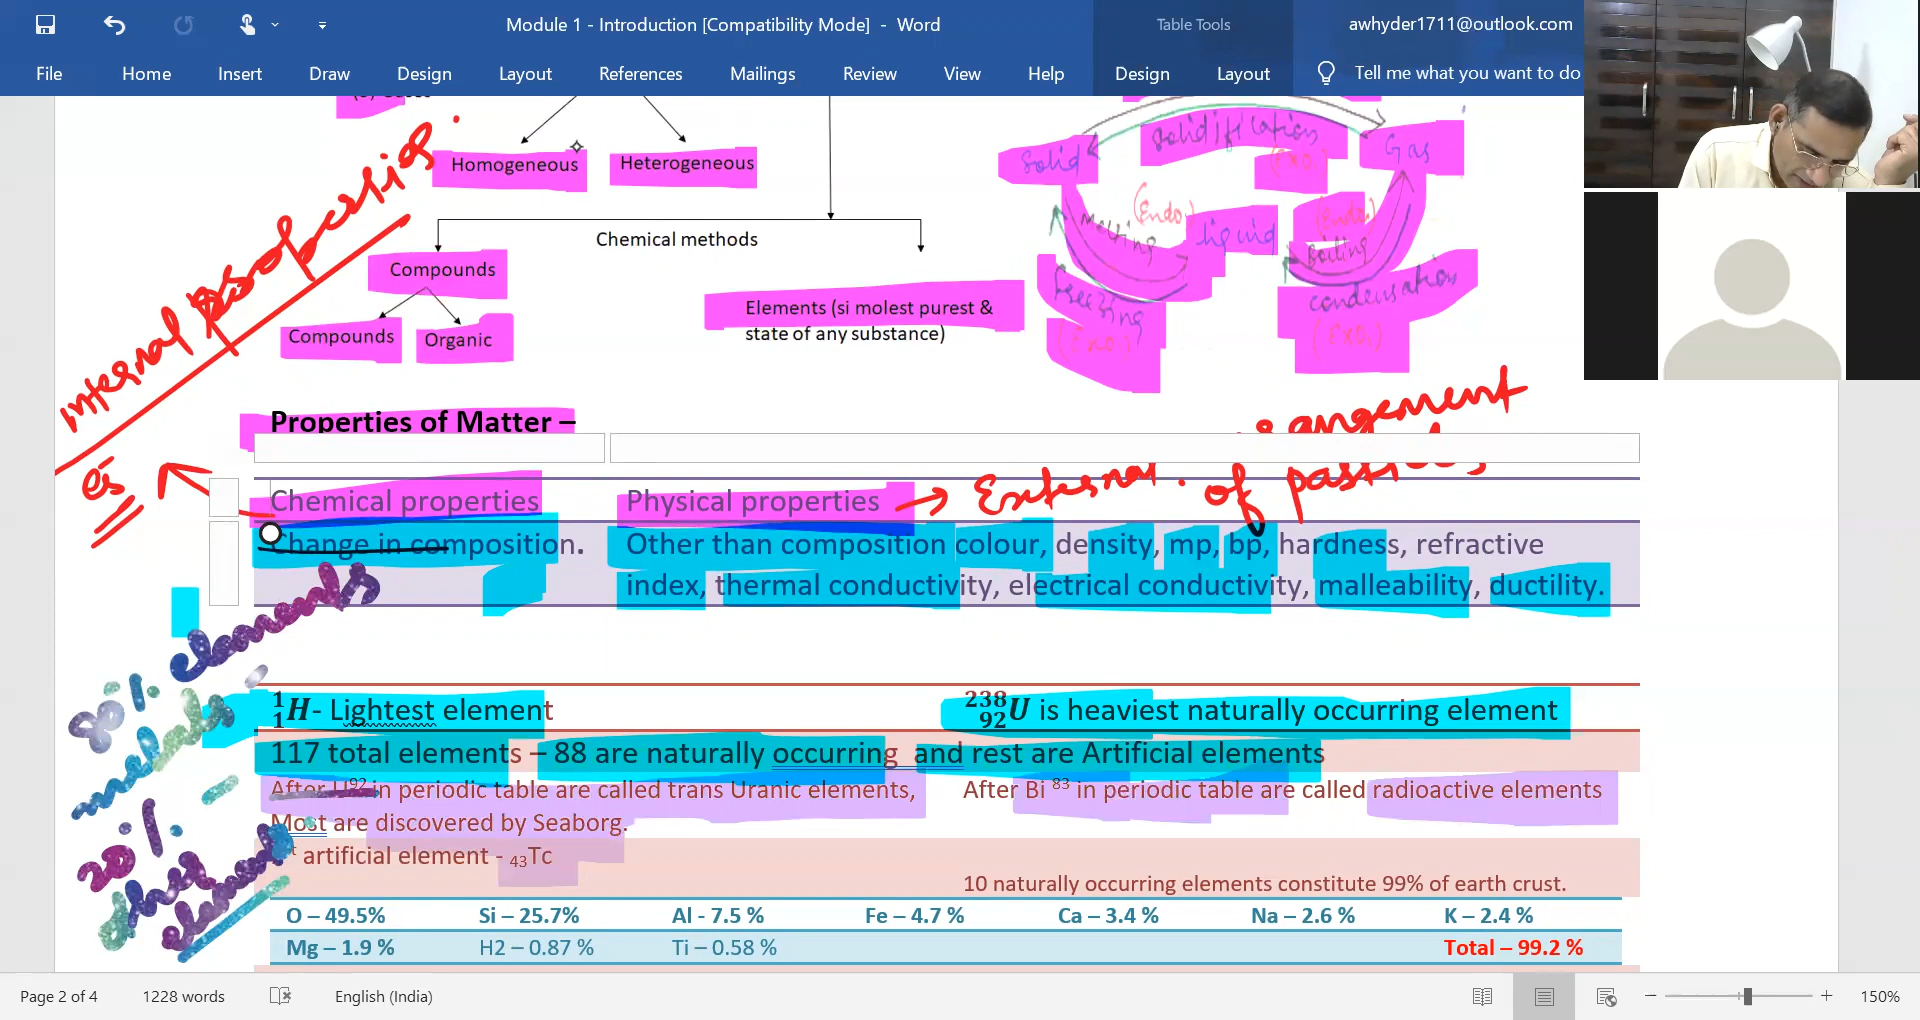 Module 1 - Introduction [Compatibility Mode] - Word
Table Tools
awhyder1711@outlook.com
File Home Insert Draw Design Layout References Mailings Review View Help Design Layout Tell me what you want to do
Homogeneous
Heterogeneous
Chemical methods
Compounds
Compounds
Organic
Elements (si molest purest &
state of any substance)
Solid
solidification
(Exo.)
Gas
melting
(Endo.)
liquid
(Endo)
Boiling
freezing
(Exo.)
condensation
(Exo.)
internal
Properties of Matter –
Chemical properties
Physical properties
External.
of
Change in composition.
Other than composition colour, density, mp, bp, hardness, refractive
index, thermal conductivity, electrical conductivity, malleability, ductility.
¹₁H- Lightest element
²³⁸₉₂U is heaviest naturally occurring element
117 total elements – 88 are naturally occurring and rest are Artificial elements
After U⁹² in periodic table are called trans Uranic elements,
Most are discovered by Seaborg.
After Bi ⁸³ in periodic table are called radioactive elements
artificial element - ₄₃Tc
10 naturally occurring elements constitute 99% of earth crust.
O – 49.5% Si – 25.7% Al - 7.5 % Fe – 4.7 % Ca – 3.4 % Na – 2.6 % K – 2.4 %
Mg – 1.9 % H2 – 0.87 % Ti – 0.58 % Total – 99.2 %
Page 2 of 4 1228 words English (India) 150%